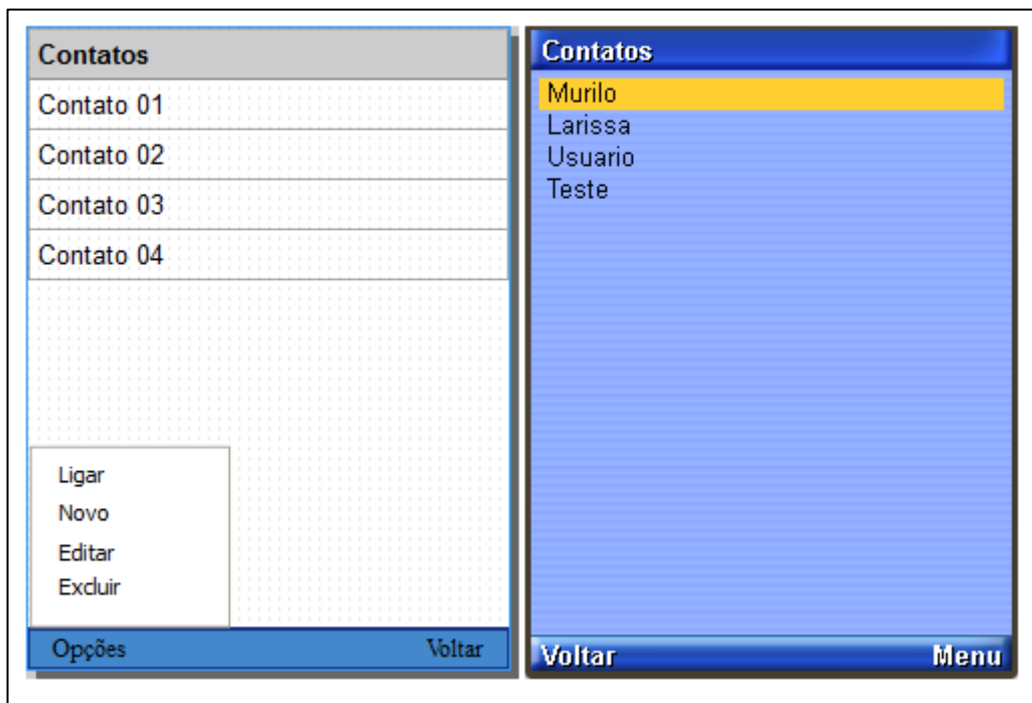 Contatos
Contato 01
Contato 02
Contato 03
Contato 04
Ligar
Novo
Editar
Excluir
Opções Voltar
Contatos
Murilo
Larissa
Usuario
Teste
Voltar Menu